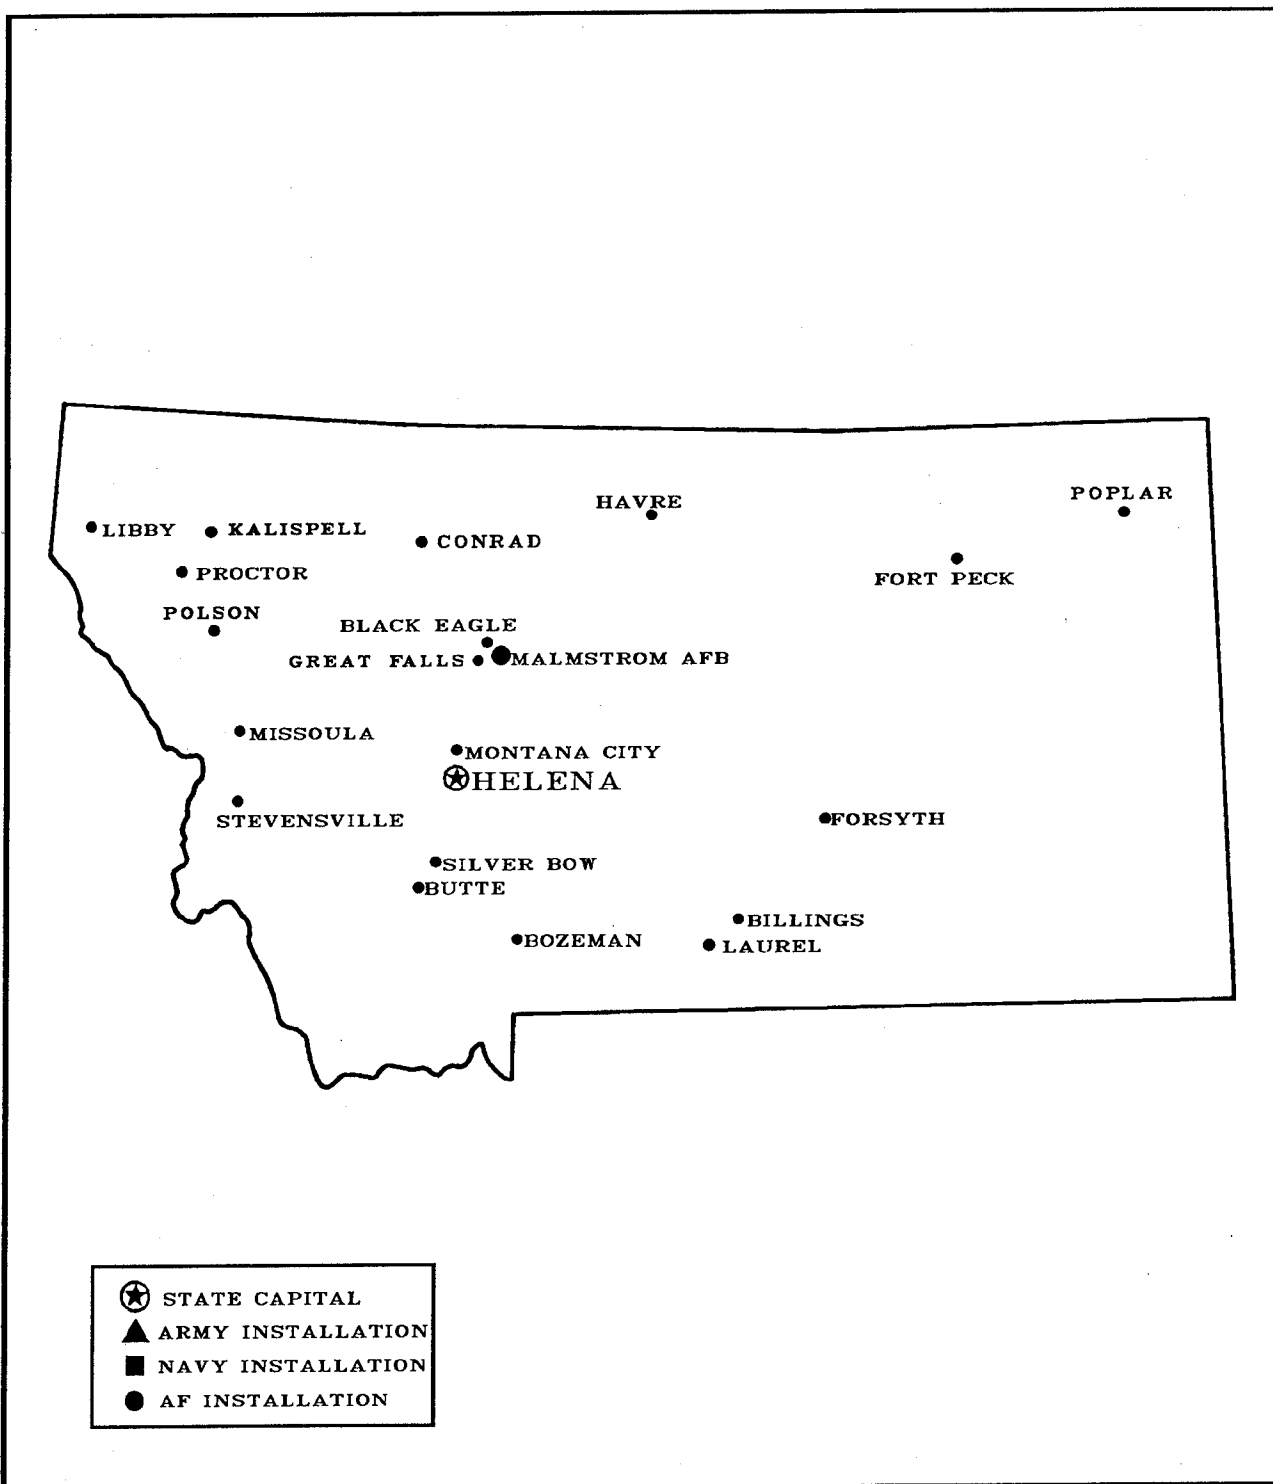 HAVRE
POPLAR
LIBBY
KALISPELL
CONRAD
PROCTOR
FORT PECK
POLSON
BLACK EAGLE
GREAT FALLS
MALMSTROM AFB
MISSOULA
MONTANA CITY
HELENA
STEVENSVILLE
FORSYTH
SILVER BOW
BUTTE
BILLINGS
BOZEMAN
LAUREL
STATE CAPITAL
ARMY INSTALLATION
NAVY INSTALLATION
AF INSTALLATION